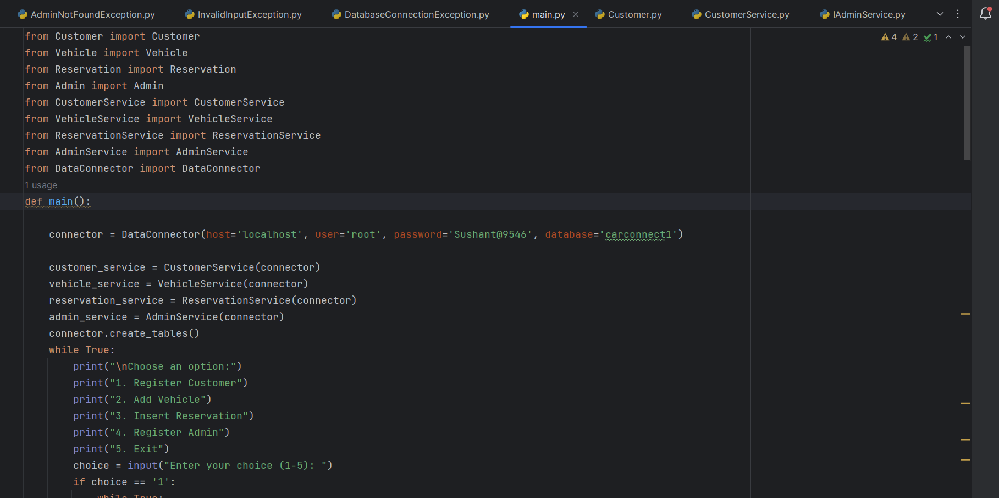 AdminNotFoundException.py InvalidInputException.py DatabaseConnectionException.py main.py Customer.py CustomerService.py IAdminService.py
4 2 1
from Customer import Customer
from Vehicle import Vehicle
from Reservation import Reservation
from Admin import Admin
from CustomerService import CustomerService
from VehicleService import VehicleService
from ReservationService import ReservationService
from AdminService import AdminService
from DataConnector import DataConnector
1 usage
def main():
    connector = DataConnector(host='localhost', user='root', password='Sushant@9546', database='carconnect1')
    customer_service = CustomerService(connector)
    vehicle_service = VehicleService(connector)
    reservation_service = ReservationService(connector)
    admin_service = AdminService(connector)
    connector.create_tables()
    while True:
        print("\nChoose an option:")
        print("1. Register Customer")
        print("2. Add Vehicle")
        print("3. Insert Reservation")
        print("4. Register Admin")
        print("5. Exit")
        choice = input("Enter your choice (1-5): ")
        if choice == '1':
            while True: